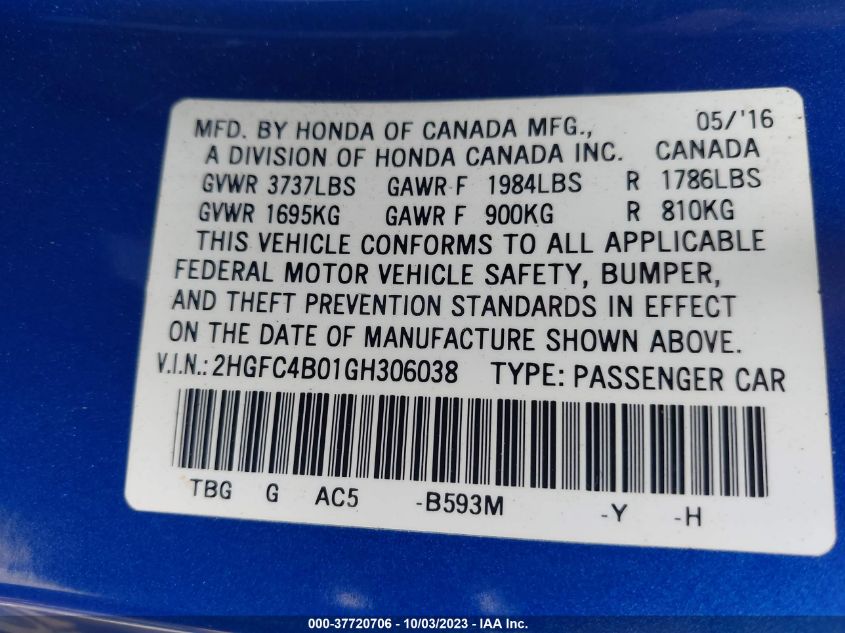 MFD. BY HONDA OF CANADA MFG., 05/'16
A DIVISION OF HONDA CANADA INC. CANADA
GVWR 3737LBS GAWR F 1984LBS R 1786LBS
GVWR 1695KG GAWR F 900KG R 810KG
THIS VEHICLE CONFORMS TO ALL APPLICABLE
FEDERAL MOTOR VEHICLE SAFETY, BUMPER,
AND THEFT PREVENTION STANDARDS IN EFFECT
ON THE DATE OF MANUFACTURE SHOWN ABOVE.
V.I.N.: 2HGFC4B01GH306038 TYPE: PASSENGER CAR
TBG G AC5 -B593M -Y -H
000-37720706 - 10/03/2023 - IAA Inc.